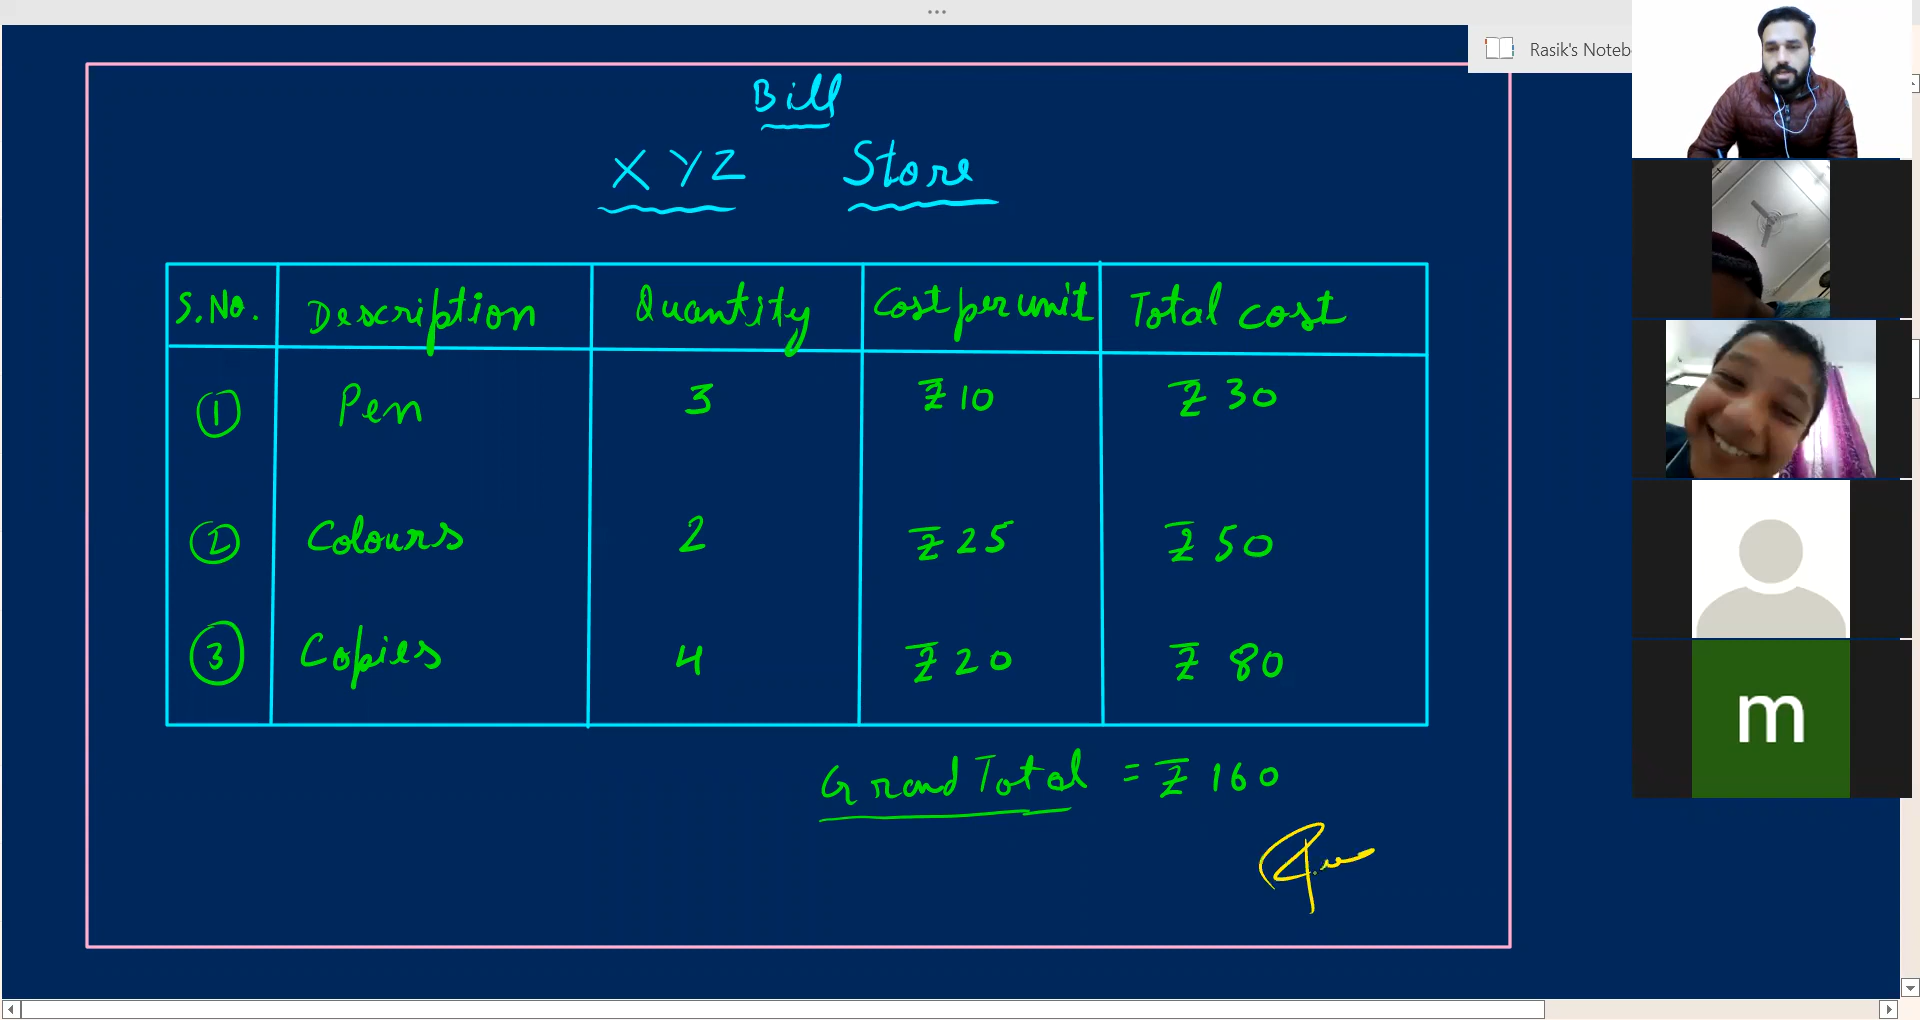 Rasik's Noteb
Bill
XYZ Store
S.No. Description Quantity Cost per unit Total cost
① Pen 3 ₹10 ₹30
② Colours 2 ₹25 ₹50
③ Copies 4 ₹20 ₹80
Grand Total = ₹160
m